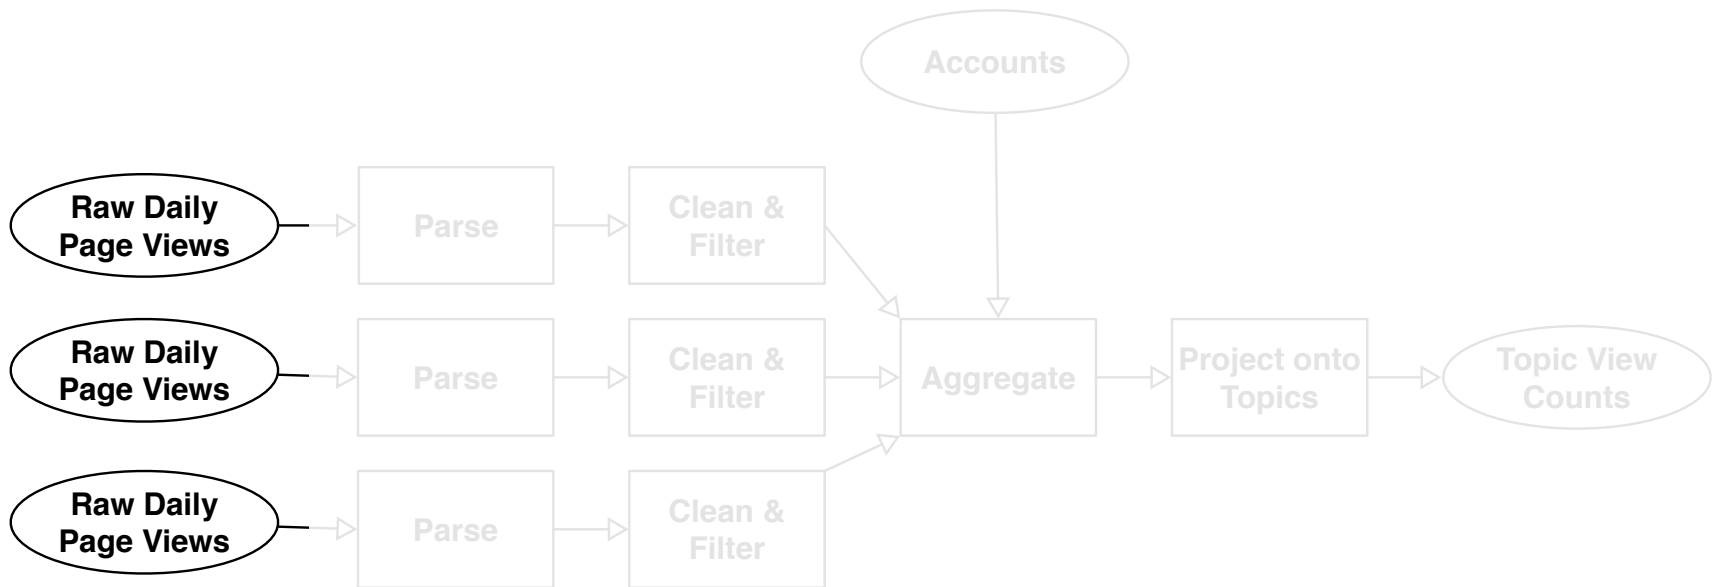 Accounts
Raw Daily
Page Views
Parse
Clean &
Filter
Raw Daily
Page Views
Parse
Clean &
Filter
Aggregate
Project onto
Topics
Topic View
Counts
Raw Daily
Page Views
Parse
Clean &
Filter